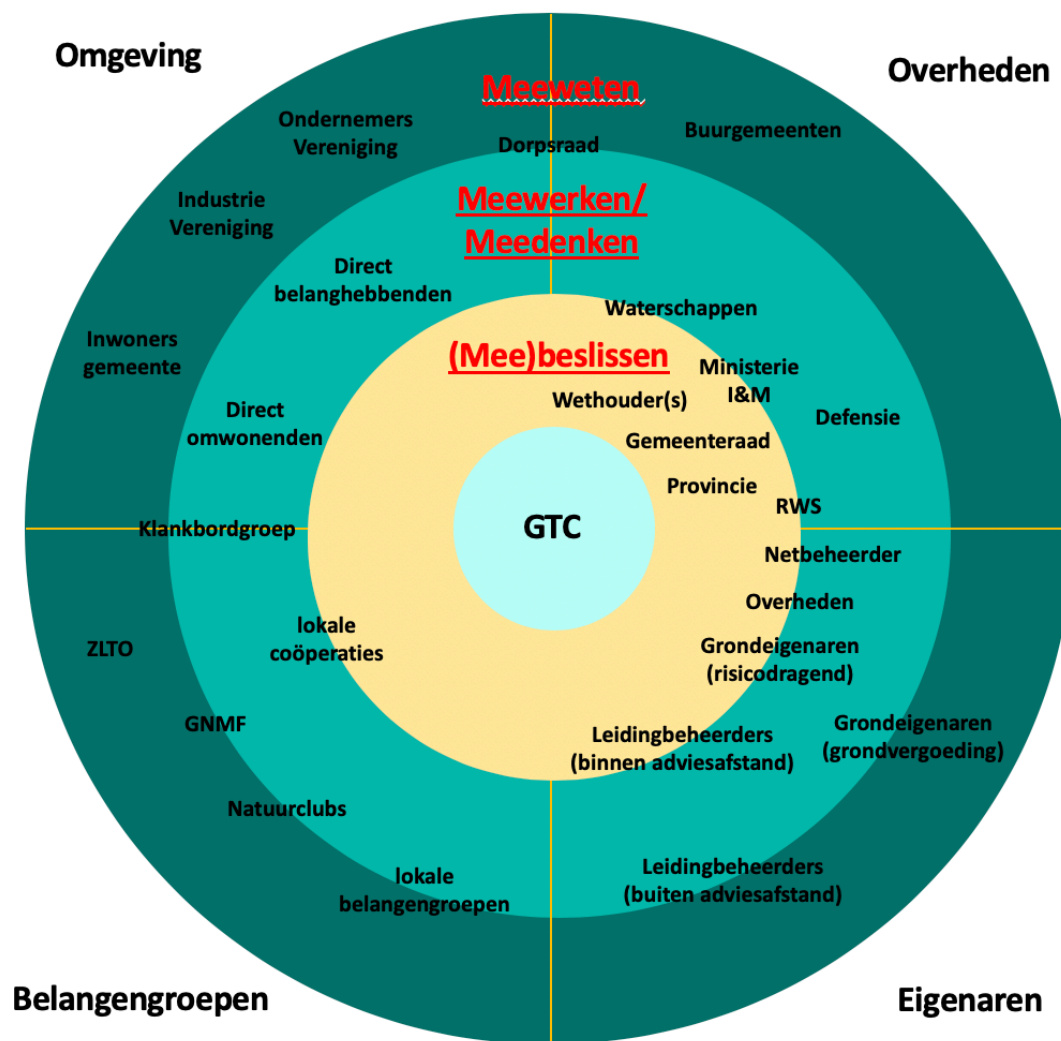 Omgeving
Overheden
Meeweten
Ondernemers
Vereniging
Buurgemeenten
Dorpsraad
Industrie
Vereniging
Meewerken/
Meedenken
Direct
belanghebbenden
Waterschappen
Inwoners
gemeente
(Mee)beslissen
Ministerie
I&M
Wethouder(s)
Defensie
Direct
omwonenden
Gemeenteraad
Provincie
RWS
GTC
Klankbordgroep
Netbeheerder
Overheden
lokale
coöperaties
ZLTO
Grondeigenaren
(risicodragend)
GNMF
Grondeigenaren
(grondvergoeding)
Leidingbeheerders
(binnen adviesafstand)
Natuurclubs
lokale
belangengroepen
Leidingbeheerders
(buiten adviesafstand)
Belangengroepen
Eigenaren